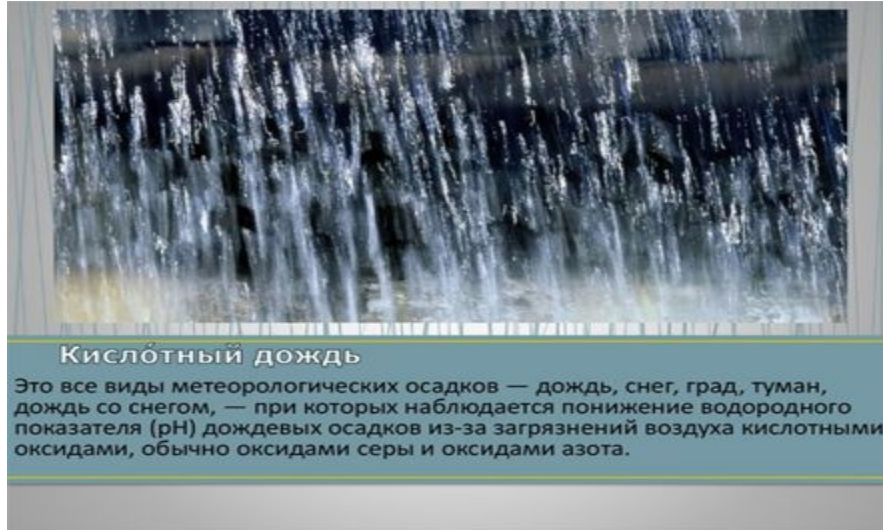 Кисло́тный дождь
Это все виды метеорологических осадков — дождь, снег, град, туман,
дождь со снегом, — при которых наблюдается понижение водородного
показателя (pH) дождевых осадков из-за загрязнений воздуха кислотными
оксидами, обычно оксидами серы и оксидами азота.